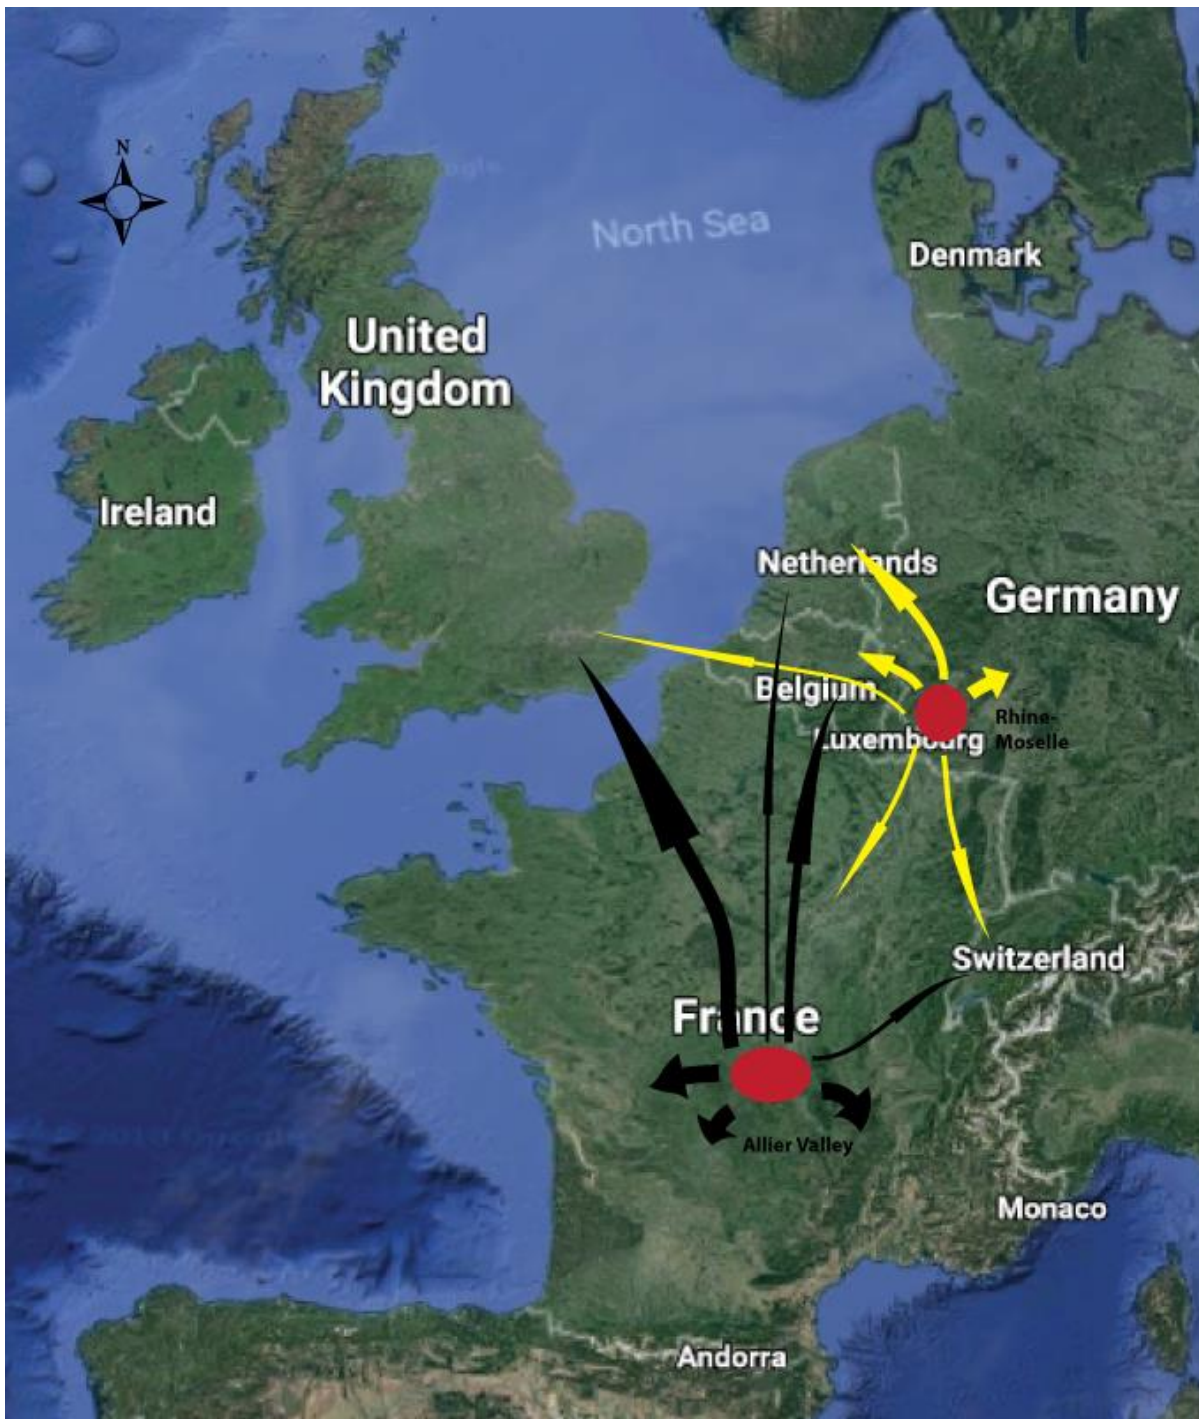 N
North Sea
Denmark
United
Kingdom
Ireland
Netherlands
Germany
Belgium
Rhine-
Moselle
Luxembourg
Switzerland
France
Allier Valley
Monaco
Andorra